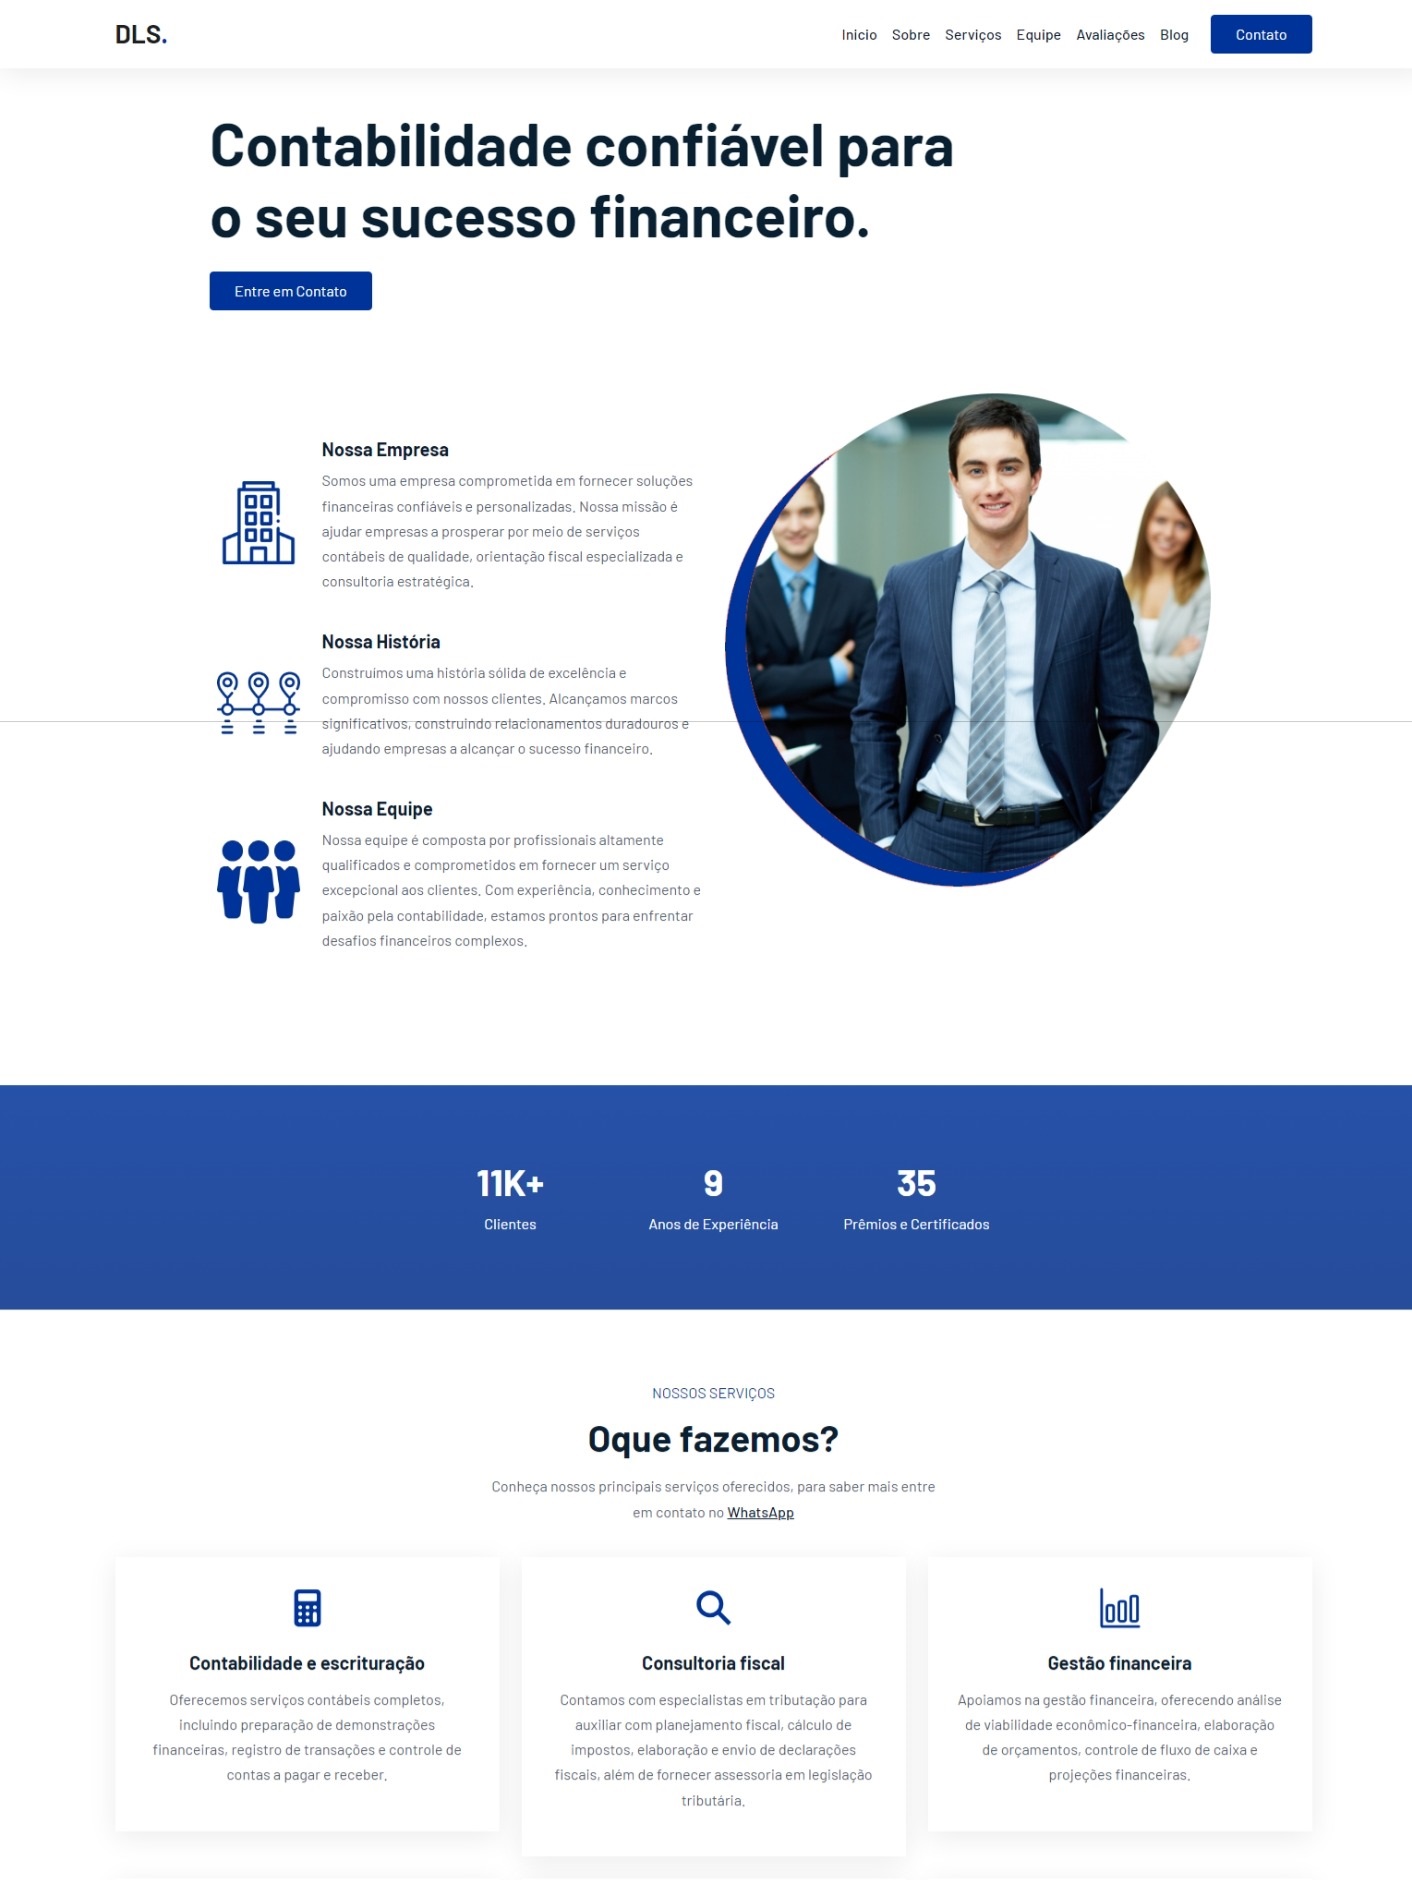 DLS.
Inicio Sobre Serviços Equipe Avaliações Blog Contato
Contabilidade confiável para
o seu sucesso financeiro.
Entre em Contato
Nossa Empresa
Somos uma empresa comprometida em fornecer soluções
financeiras confiáveis e personalizadas. Nossa missão é
ajudar empresas a prosperar por meio de serviços
contábeis de qualidade, orientação fiscal especializada e
consultoria estratégica.
Nossa História
Construímos uma história sólida de excelência e
compromisso com nossos clientes. Alcançamos marcos
significativos, construindo relacionamentos duradouros e
ajudando empresas a alcançar o sucesso financeiro.
Nossa Equipe
Nossa equipe é composta por profissionais altamente
qualificados e comprometidos em fornecer um serviço
excepcional aos clientes. Com experiência, conhecimento e
paixão pela contabilidade, estamos prontos para enfrentar
desafios financeiros complexos.
11K+
Clientes
9
Anos de Experiência
35
Prêmios e Certificados
NOSSOS SERVIÇOS
Oque fazemos?
Conheça nossos principais serviços oferecidos, para saber mais entre
em contato no WhatsApp
Contabilidade e escrituração
Oferecemos serviços contábeis completos,
incluindo preparação de demonstrações
financeiras, registro de transações e controle de
contas a pagar e receber.
Consultoria fiscal
Contamos com especialistas em tributação para
auxiliar com planejamento fiscal, cálculo de
impostos, elaboração e envio de declarações
fiscais, além de fornecer assessoria em legislação
tributária.
Gestão financeira
Apoiamos na gestão financeira, oferecendo análise
de viabilidade econômico-financeira, elaboração
de orçamentos, controle de fluxo de caixa e
projeções financeiras.